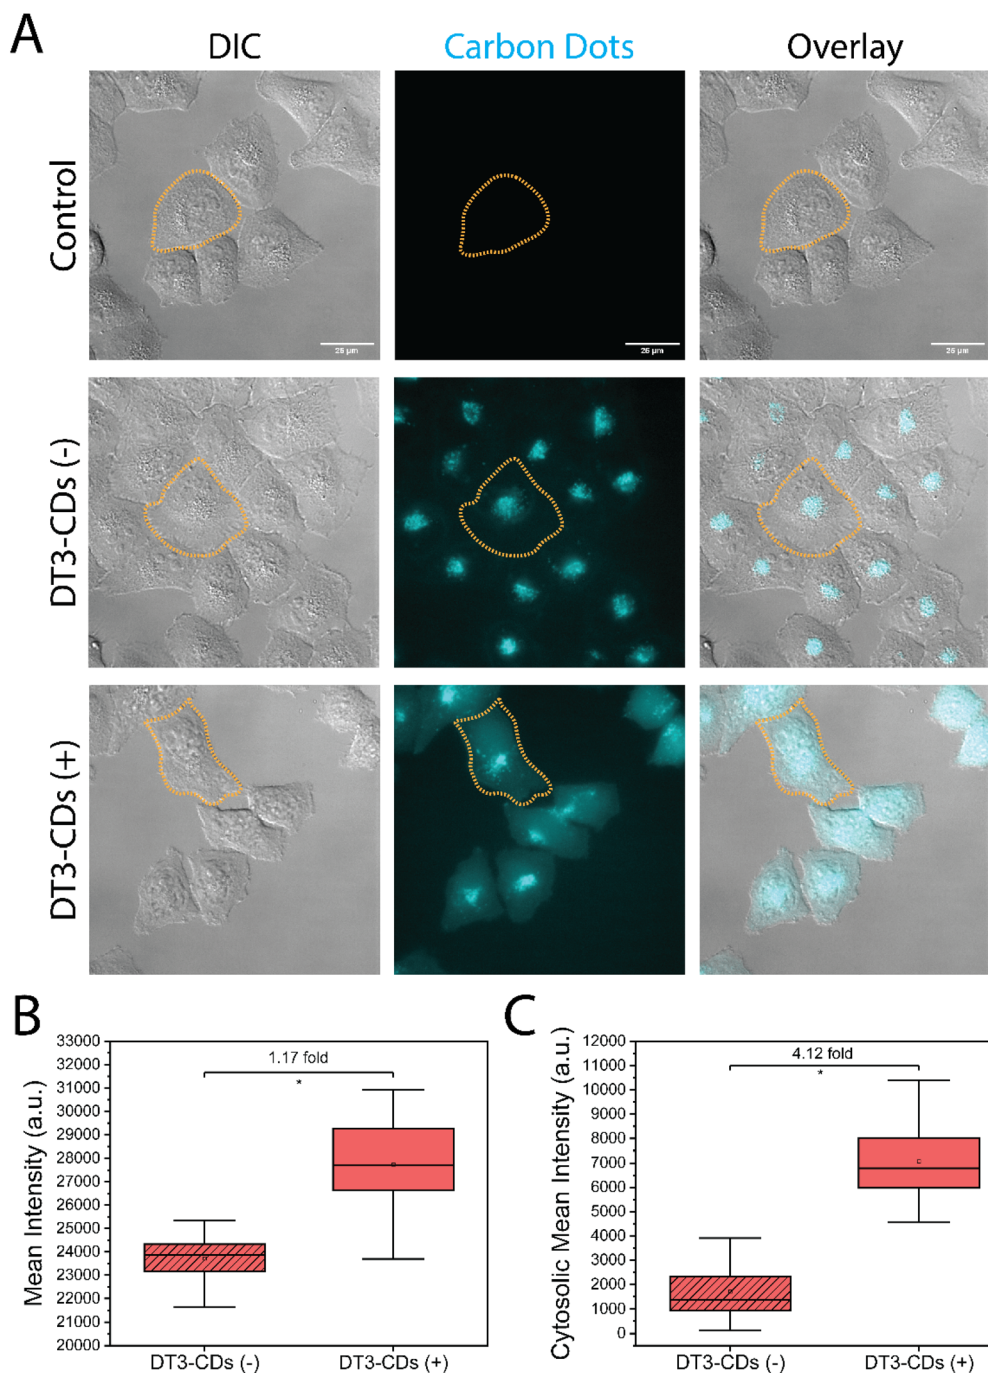 A
DIC
Carbon Dots
Overlay
Control
25 µm
25 µm
25 µm
DT3-CDs (-)
DT3-CDs (+)
B
Mean Intensity (a.u.)
33000
32000
31000
30000
29000
28000
27000
26000
25000
24000
23000
22000
21000
20000
1.17 fold
*
DT3-CDs (-)
DT3-CDs (+)
C
Cytosolic Mean Intensity (a.u.)
12000
11000
10000
9000
8000
7000
6000
5000
4000
3000
2000
1000
0
4.12 fold
*
DT3-CDs (-)
DT3-CDs (+)